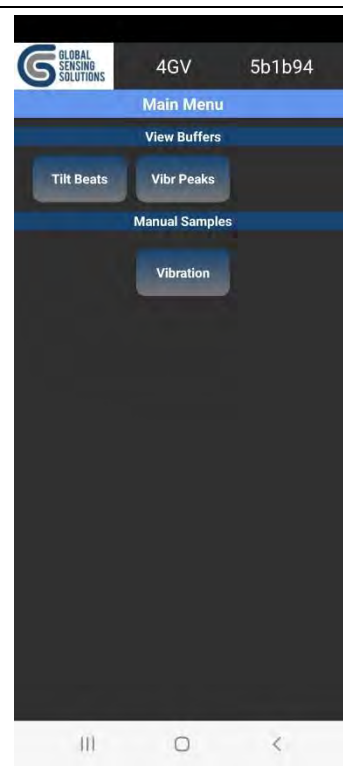 GLOBAL
SENSING
SOLUTIONS
4GV 5b1b94
Main Menu
View Buffers
Tilt Beats Vibr Peaks
Manual Samples
Vibration